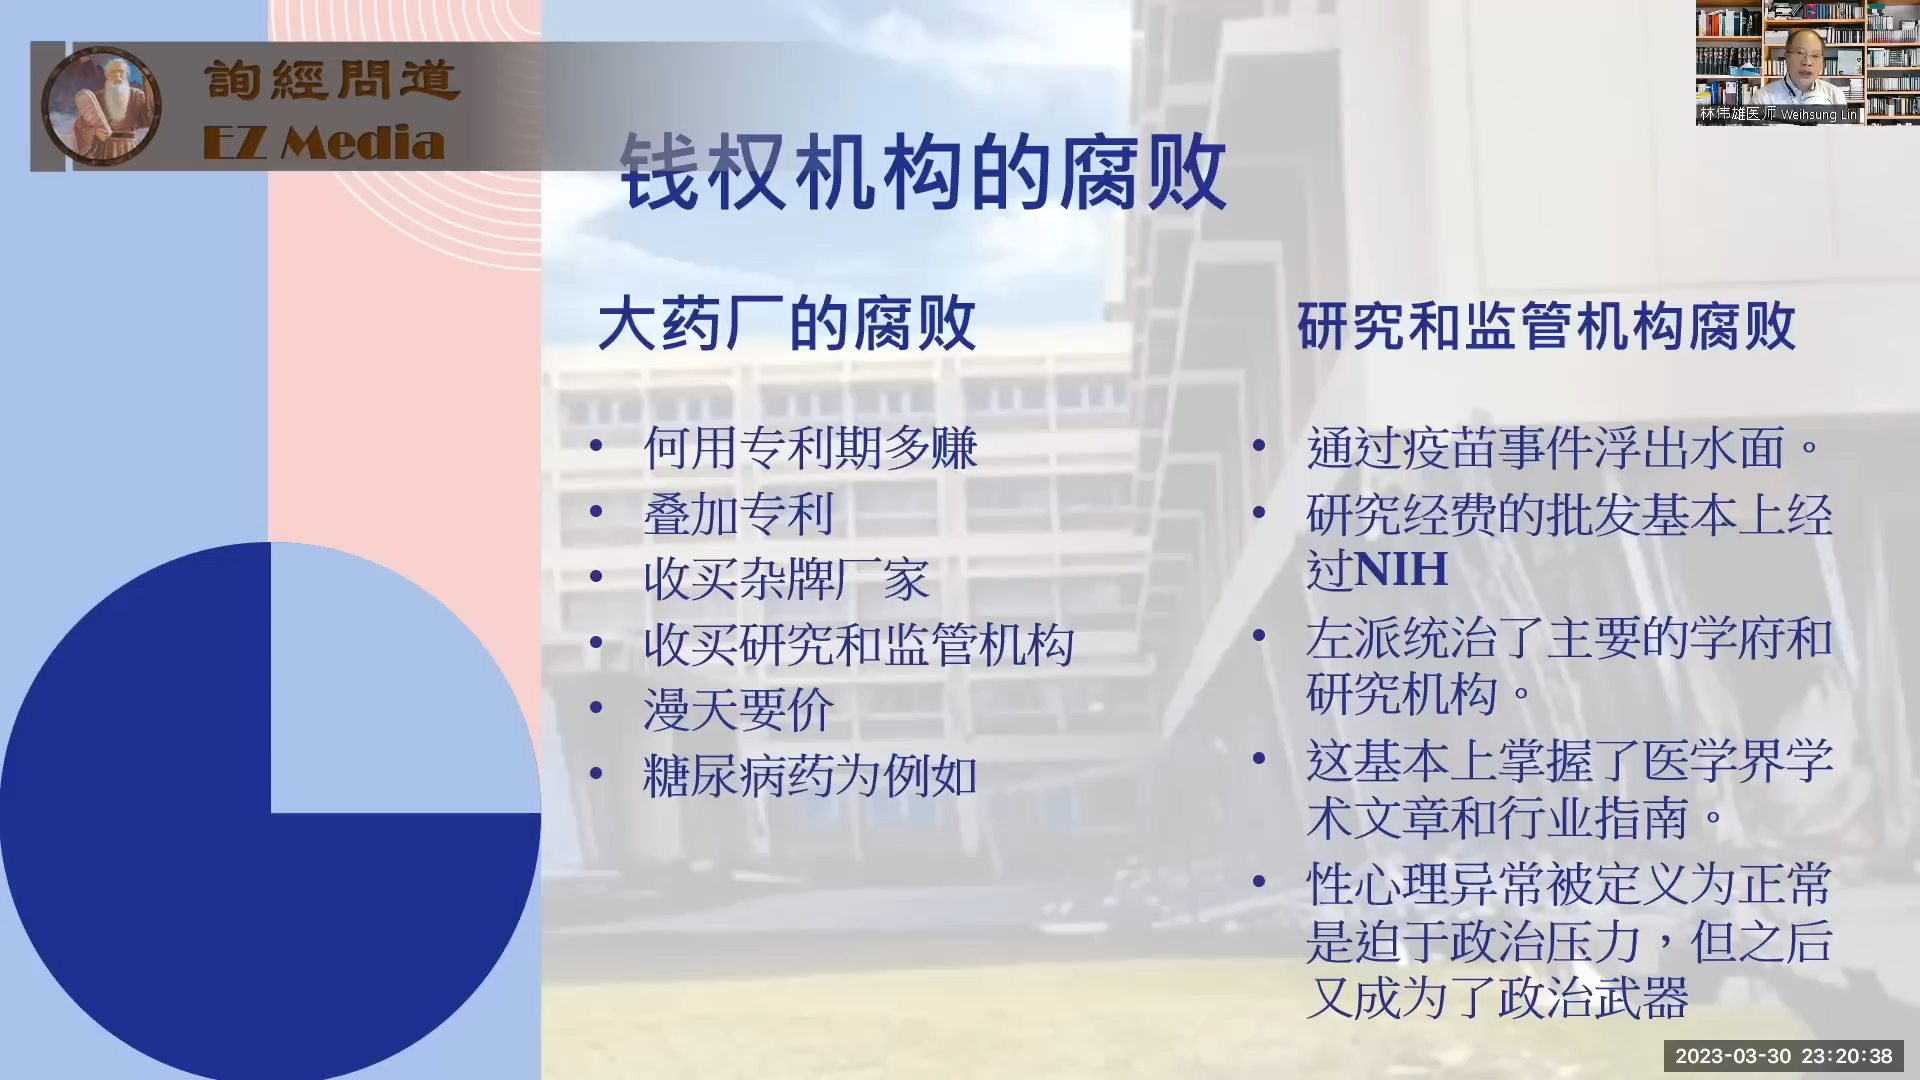 詢經問道
EZ Media
林伟雄医师 Weihsung Lin
钱权机构的腐败
大药厂的腐败
何用专利期多赚
叠加专利
收买杂牌厂家
收买研究和监管机构
漫天要价
糖尿病药为例如
研究和监管机构腐败
通过疫苗事件浮出水面。
研究经费的批发基本上经
过NIH
左派统治了主要的学府和
研究机构。
这基本上掌握了医学界学
术文章和行业指南。
性心理异常被定义为正常
是迫于政治压力，但之后
又成为了政治武器
2023-03-30 23:20:38